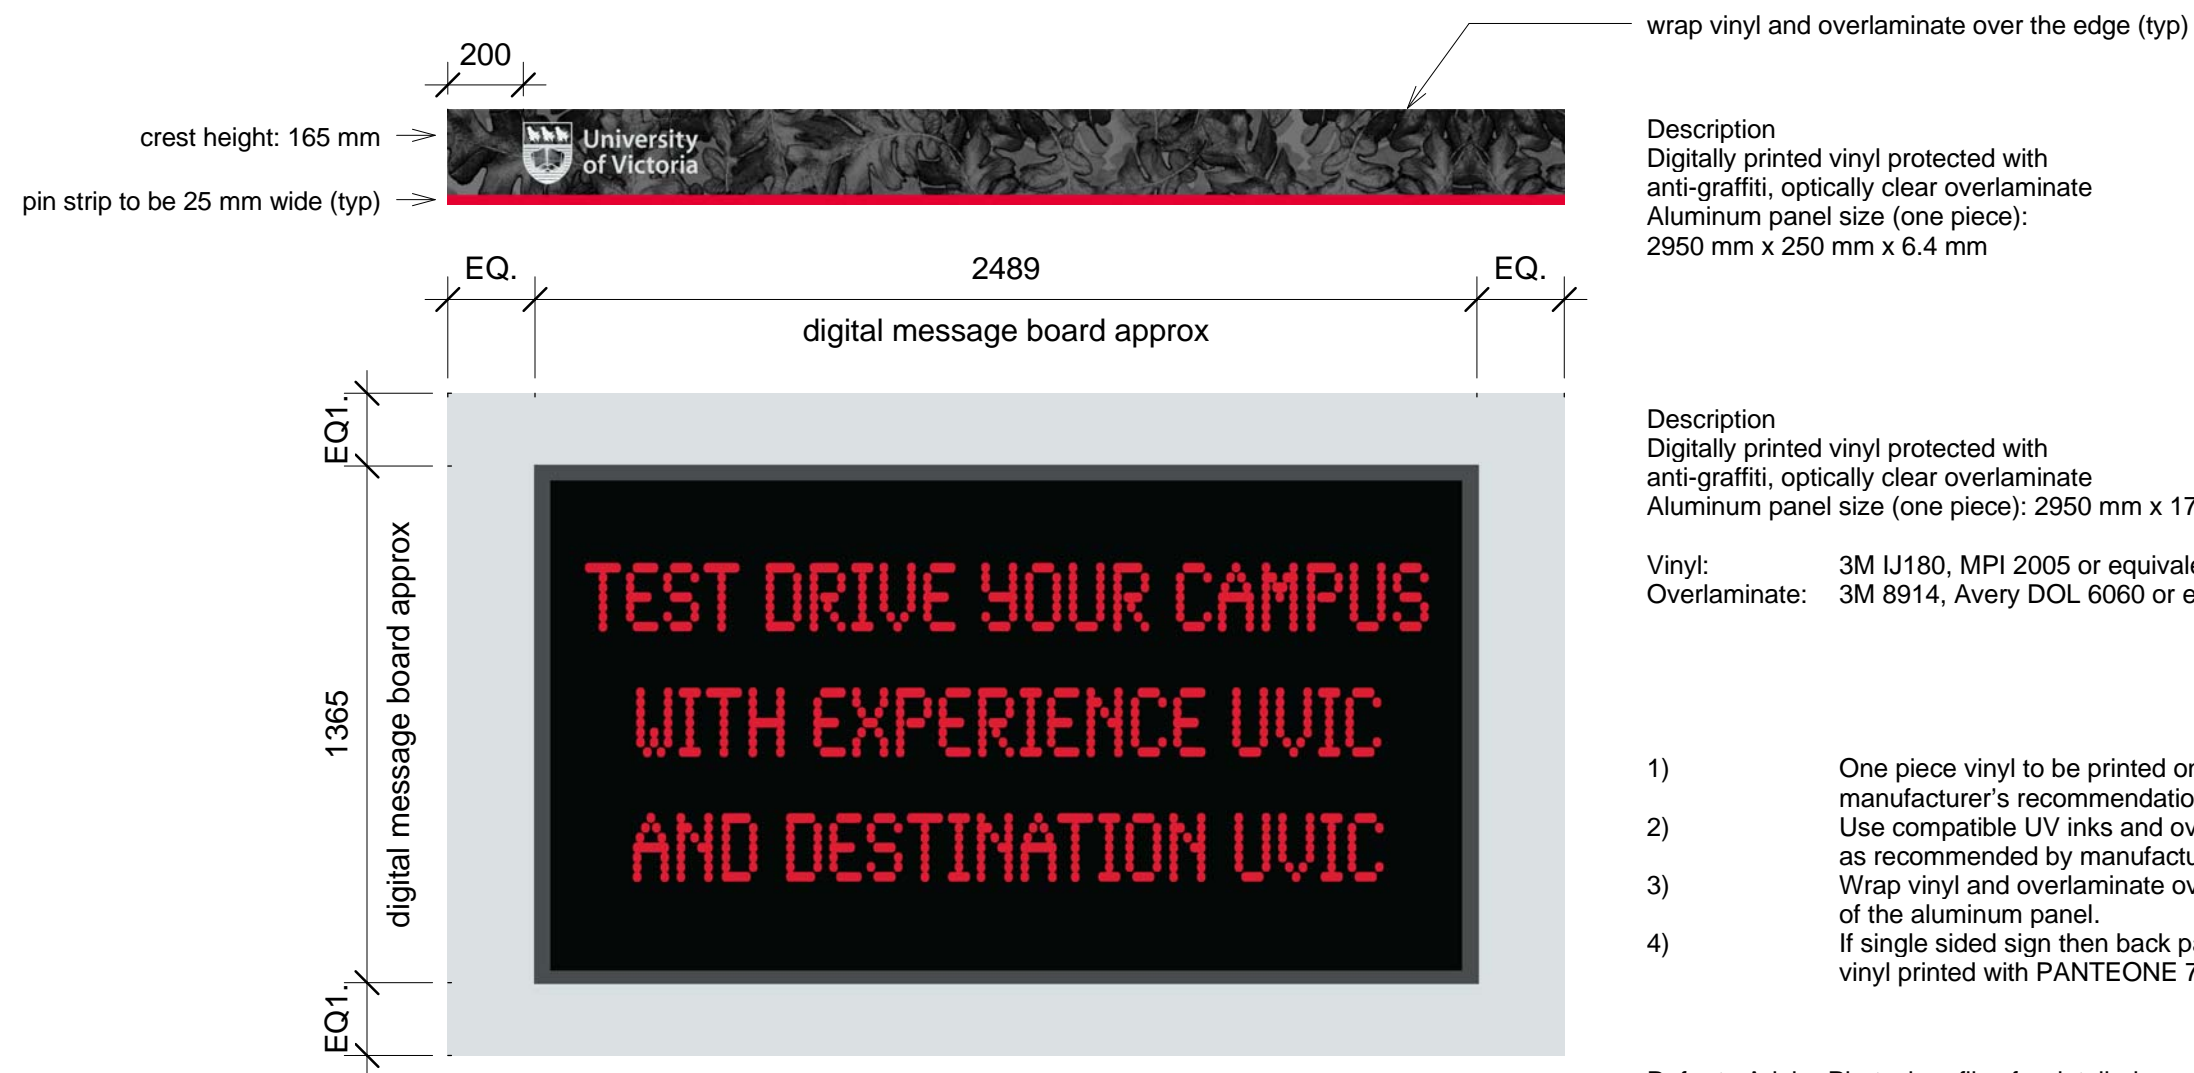 wrap vinyl and overlaminate over the edge (typ)
200
crest height: 165 mm
University
of Victoria
pin strip to be 25 mm wide (typ)
Description
Digitally printed vinyl protected with
anti-graffiti, optically clear overlaminate
Aluminum panel size (one piece):
2950 mm x 250 mm x 6.4 mm
EQ. 2489 EQ.
digital message board approx
EQ1.
1365
digital message board approx
EQ1.
TEST DRIVE YOUR CAMPUS
WITH EXPERIENCE UVIC
AND DESTINATION UVIC
Description
Digitally printed vinyl protected with
anti-graffiti, optically clear overlaminate
Aluminum panel size (one piece): 2950 mm x 17
Vinyl: 3M IJ180, MPI 2005 or
Overlaminate: 3M 8914, Avery DOL 6060 or
1) One piece vinyl to be printed
manufacturer's
2) Use compatible UV inks and
as recommended by
3) Wrap vinyl and overlaminate
of the aluminum panel.
4) If single sided sign then back
vinyl printed with PANTEONE 7